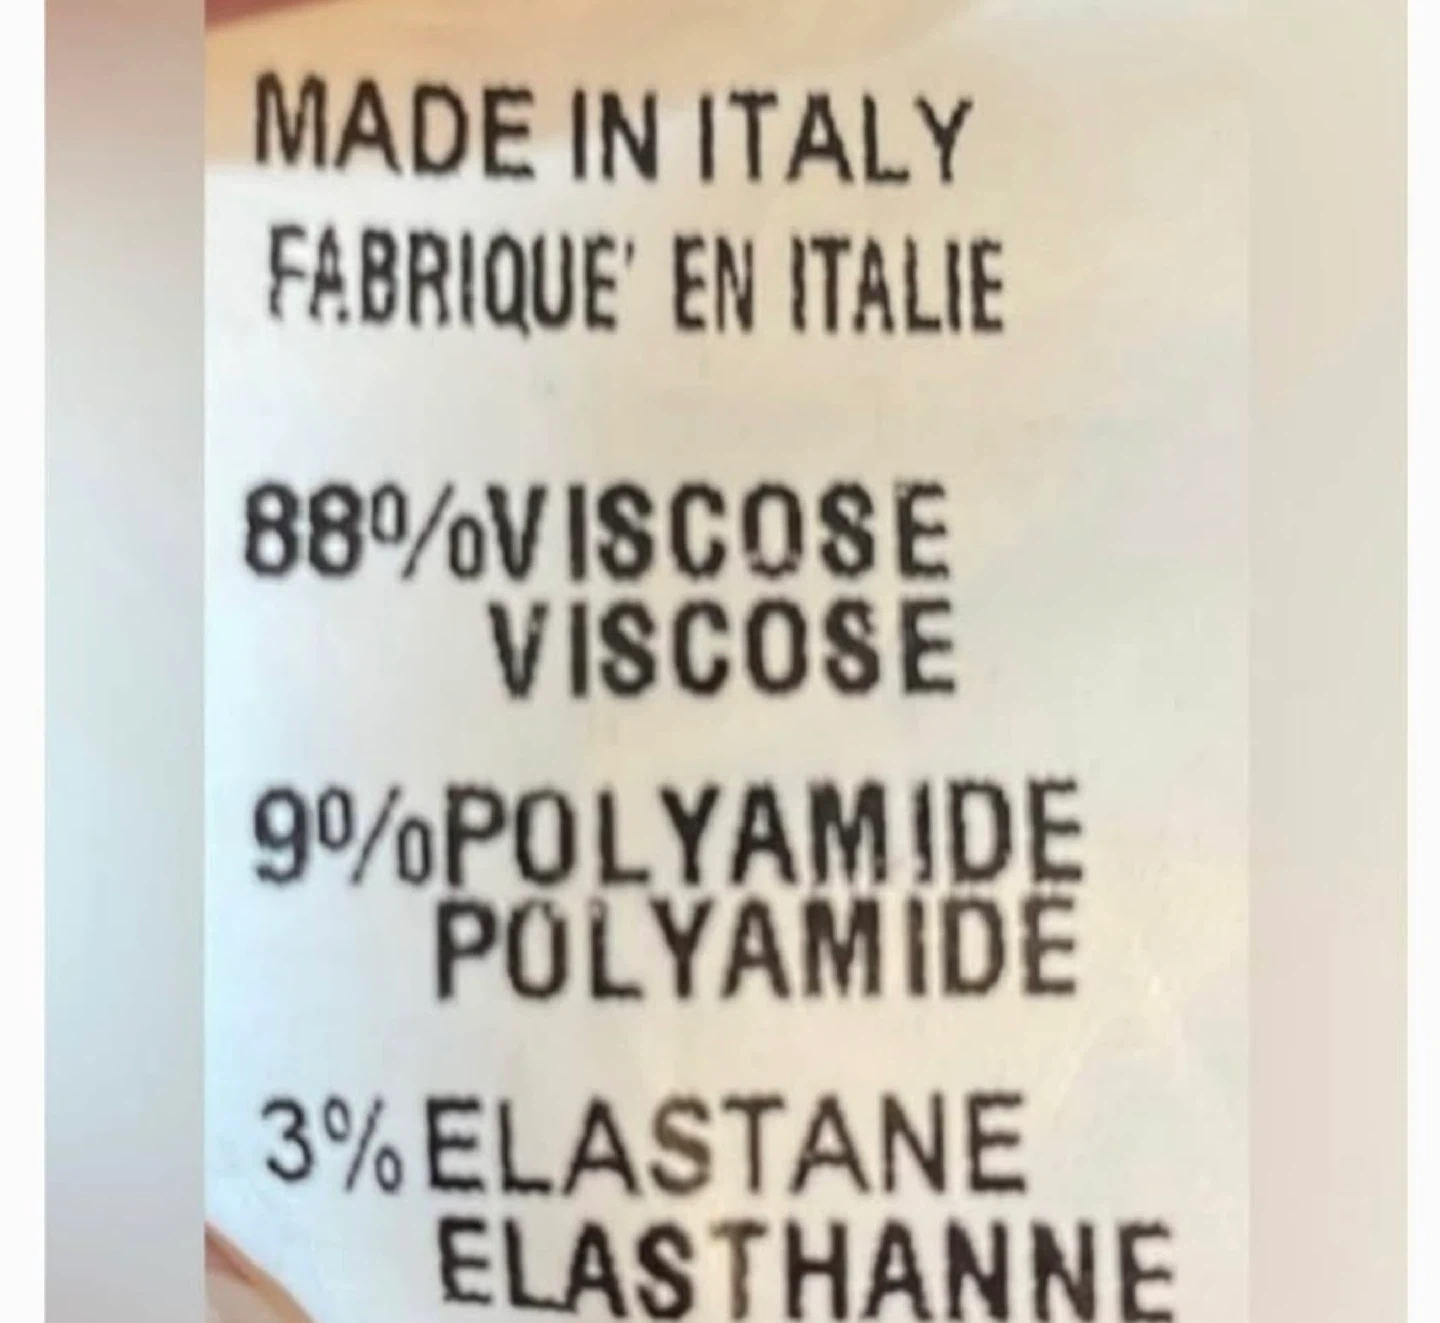 MADE IN ITALY
FABRIQUE' EN ITALIE
88%VISCOSE
VISCOSE
9%POLYAMIDE
POLYAMIDE
3%ELASTANE
ELASTHANNE